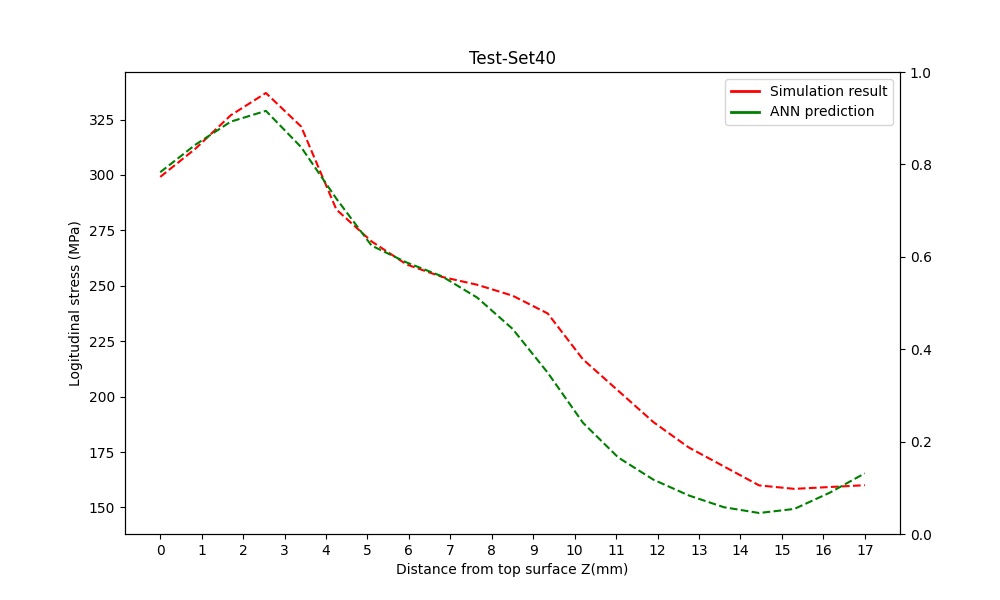 Test-Set40
Simulation result
ANN prediction
Logitudinal stress (MPa)
325
300
275
250
225
200
175
150
1.0
0.8
0.6
0.4
0.2
0.0
0 1 2 3 4 5 6 7 8 9 10 11 12 13 14 15 16 17
Distance from top surface Z(mm)